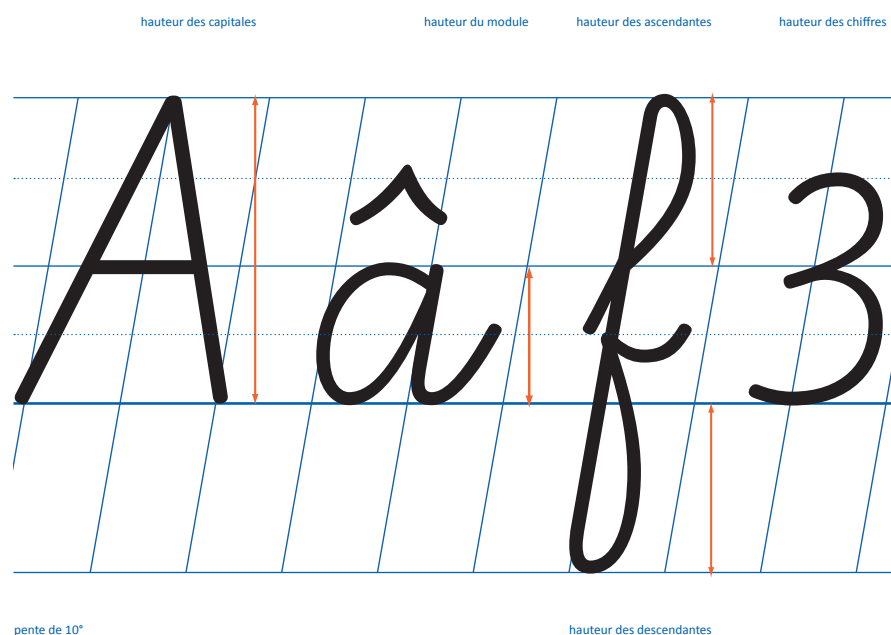 hauteur des capitales hauteur du module hauteur des ascendantes hauteur des chiffres
A â f 3
pente de 10° hauteur des descendantes